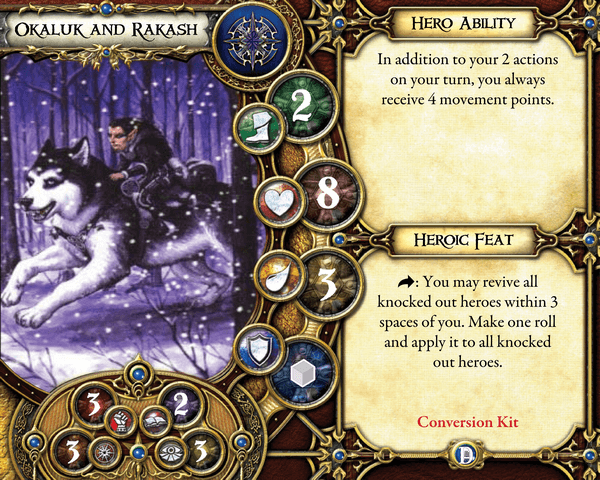 Okaluk and Rakash
2
8
3
3
2
3
3
Hero Ability
In addition to your 2 actions
on your turn, you always
receive 4 movement points.
Heroic Feat
: You may revive all
knocked out heroes within 3
spaces of you. Make one roll
and apply it to all knocked
out heroes.
Conversion Kit
D